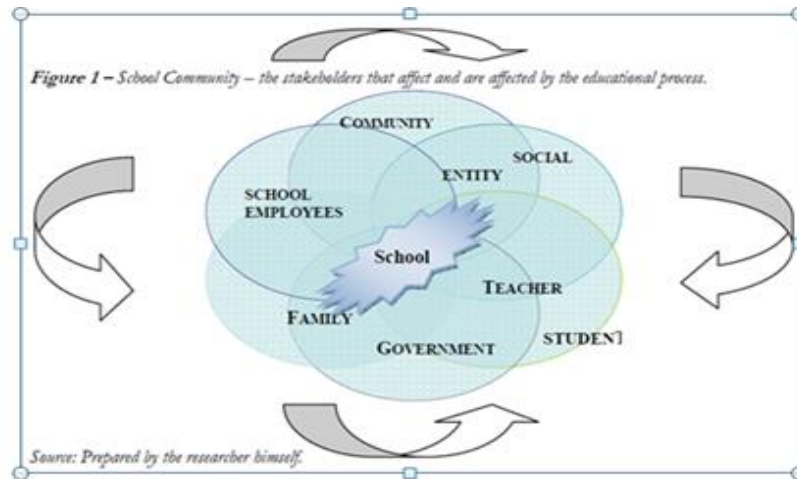 Figure 1 – School Community – the stakeholders that affect and are affected by the educational process.
COMMUNITY
SOCIAL
ENTITY
SCHOOL
EMPLOYEES
School
TEACHER
FAMILY
STUDENT
GOVERNMENT
Source: Prepared by the researcher himself.